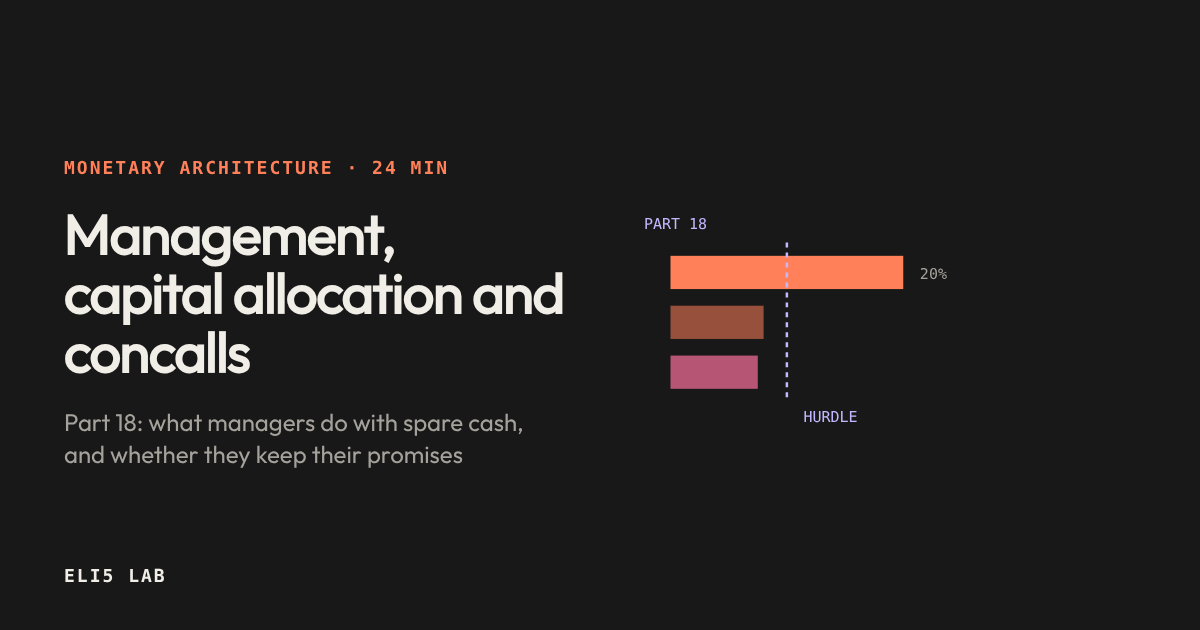 MONETARY ARCHITECTURE · 24 MIN
Management,
capital allocation and
concalls
Part 18: what managers do with spare cash,
and whether they keep their promises
PART 18
20%
HURDLE
ELI5 LAB